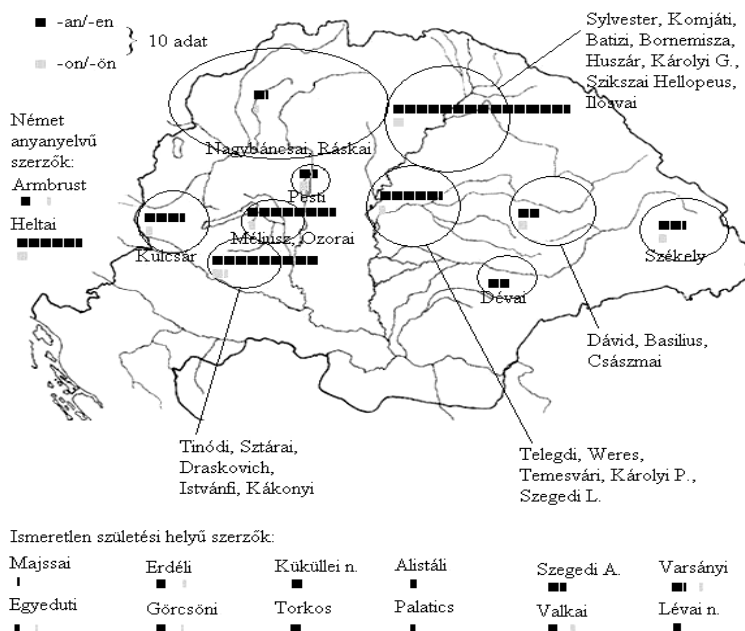 -an/-en
-on/-ön
10 adat
Sylvester, Komjáti,
Batizi, Bornemisza,
Huszár, Károlyi G.,
Szikszai Hellopeus,
Ilosvai
Német
anyanyelvű
szerzők:
Armbrust
Heltai
Nagybáncsai, Ráskai
Pesti
Méliusz, Ozorai
Kulcsár
Székely
Dévai
Dávid, Basilius,
Császmai
Tinódi, Sztárai,
Draskovich,
Istvánfi, Kákonyi
Telegdi, Weres,
Temesvári, Károlyi P.,
Szegedi L.
Ismeretlen születési helyű szerzők:
Majssai Erdéli Küküllei n. Alistáli Szegedi A. Varsányi
Egyeduti Görcsöni Torkos Palatics Valkai Lévai n.